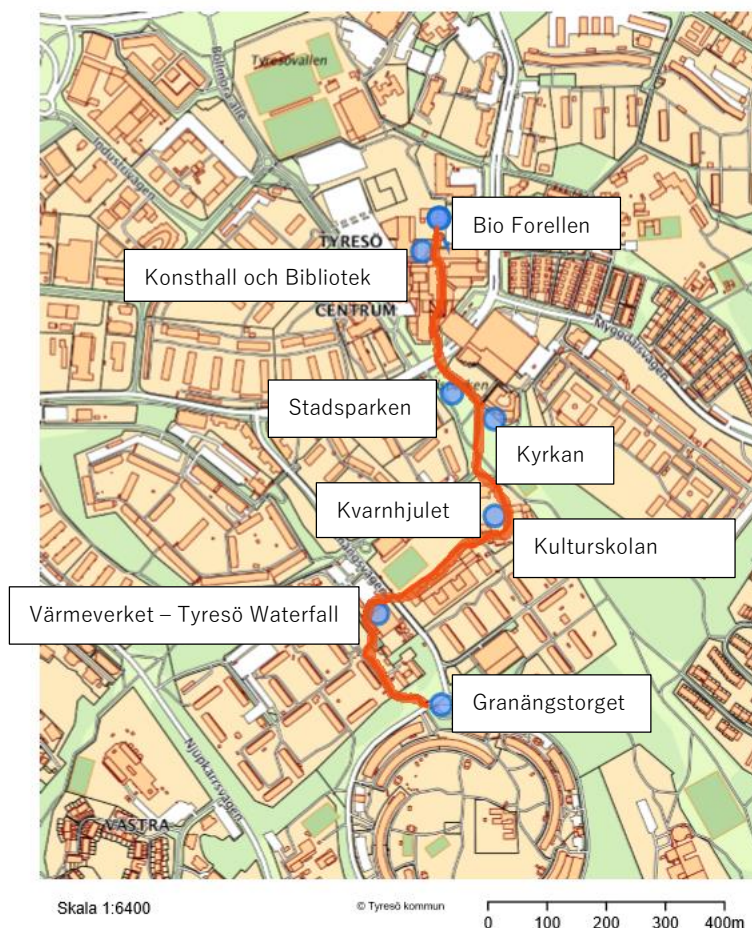 Tyresövallen
Bollmora allé
Industrivägen
Bio Forellen
TYRESÖ
Konsthall och Bibliotek
CENTRUM
Myggdalsvägen
Stadsparken
Kyrkan
Kvarnhjulet
Kulturskolan
Värmeverket – Tyresö Waterfall
Granängstorget
Njupkärrsvägen
VÄSTRA
Skala 1:6400
© Tyresö kommun
0 100 200 300 400m